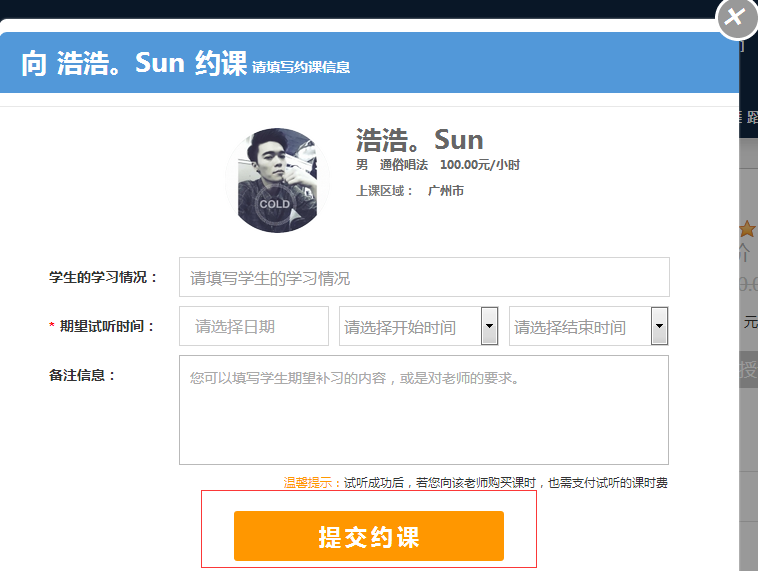 向 浩浩。Sun 约课 请填写约课信息
浩浩。Sun
男 通俗唱法 100.00元/小时
上课区域： 广州市
COLD
学生的学习情况： 请填写学生的学习情况
* 期望试听时间： 请选择日期 请选择开始时间 请选择结束时间
备注信息： 您可以填写学生期望补习的内容，或是对老师的要求。
温馨提示：试听成功后，若您向该老师购买课时，也需支付试听的课时费
提交约课
蹈
价
元
授